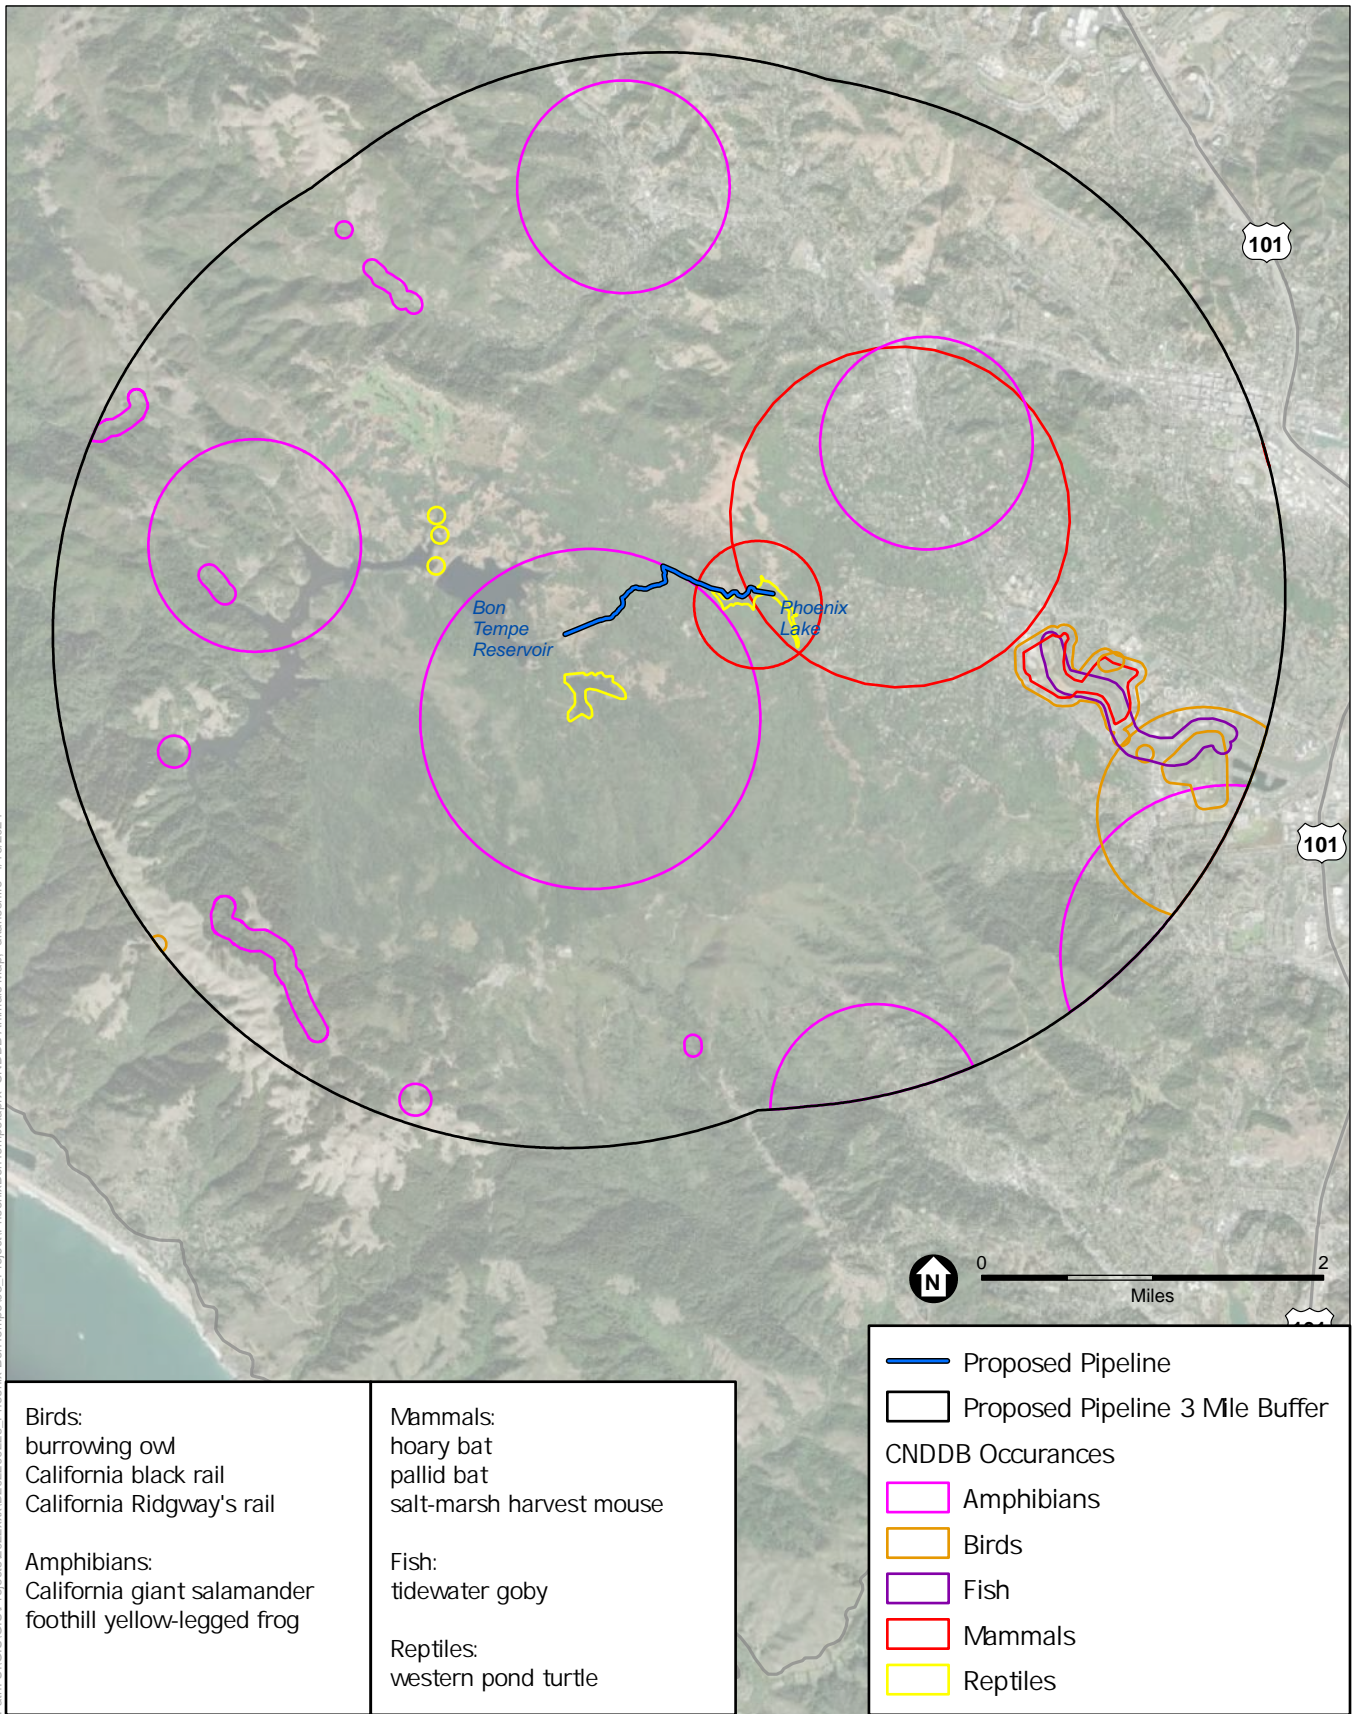 101
Bon
Tempe
Reservoir
Phoenix
Lake
101
N
0
2
Miles
Birds:
burrowing owl
California black rail
California Ridgway's rail
Amphibians:
California giant salamander
foothill yellow-legged frog
Mammals:
hoary bat
pallid bat
salt-marsh harvest mouse
Fish:
tidewater goby
Reptiles:
western pond turtle
Proposed Pipeline
Proposed Pipeline 3 Mile Buffer
CNDDB Occurances
Amphibians
Birds
Fish
Mammals
Reptiles